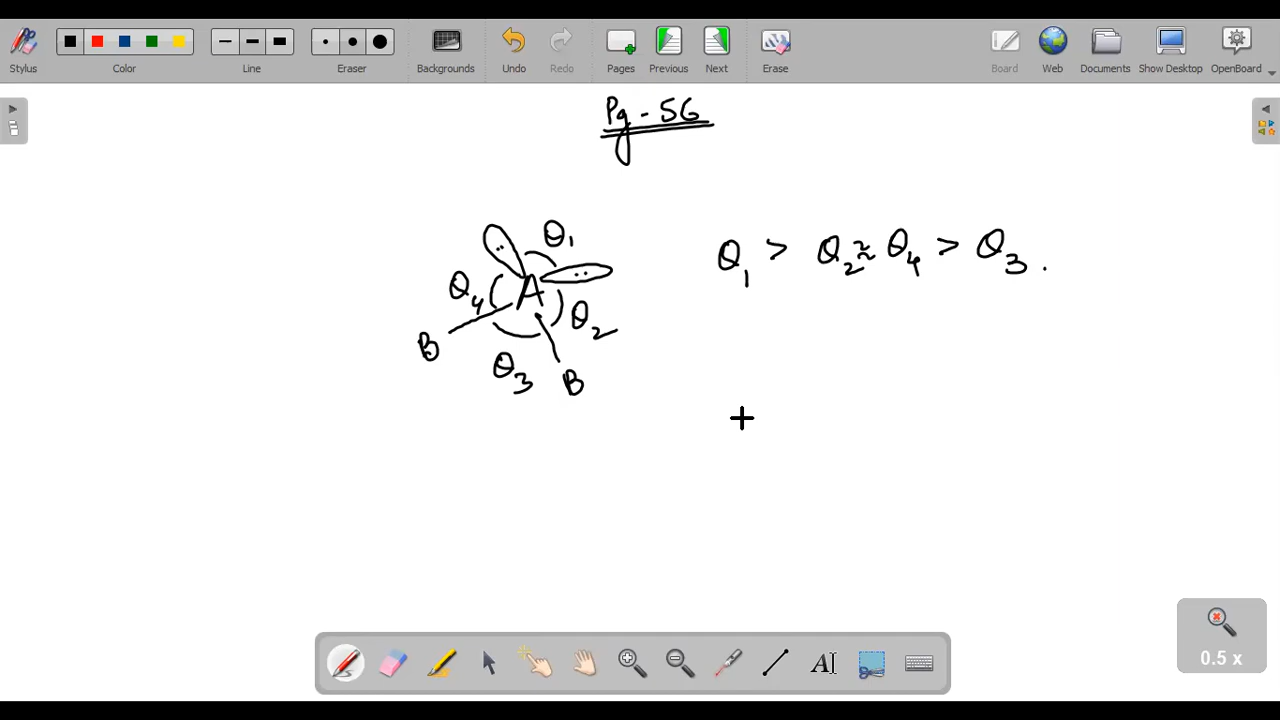 Stylus Color Line Eraser Backgrounds Undo Redo Pages Previous Next Erase Board Web Documents Show Desktop OpenBoard
Pg - 56
θ1
θ4 A θ2
B θ3 B
θ1 > θ2 ≈ θ4 > θ3.
0.5 x